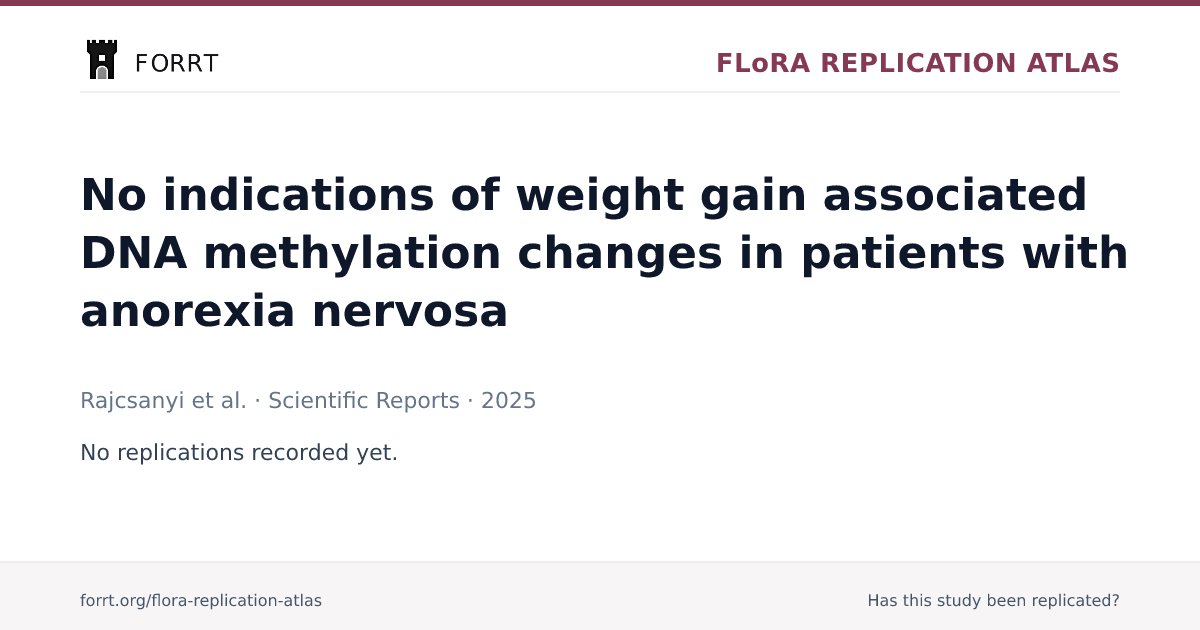 FORRT
FLoRA REPLICATION ATLAS
No indications of weight gain associated
DNA methylation changes in patients with
anorexia nervosa
Rajcsanyi et al. · Scientific Reports · 2025
No replications recorded yet.
forrt.org/flora-replication-atlas
Has this study been replicated?